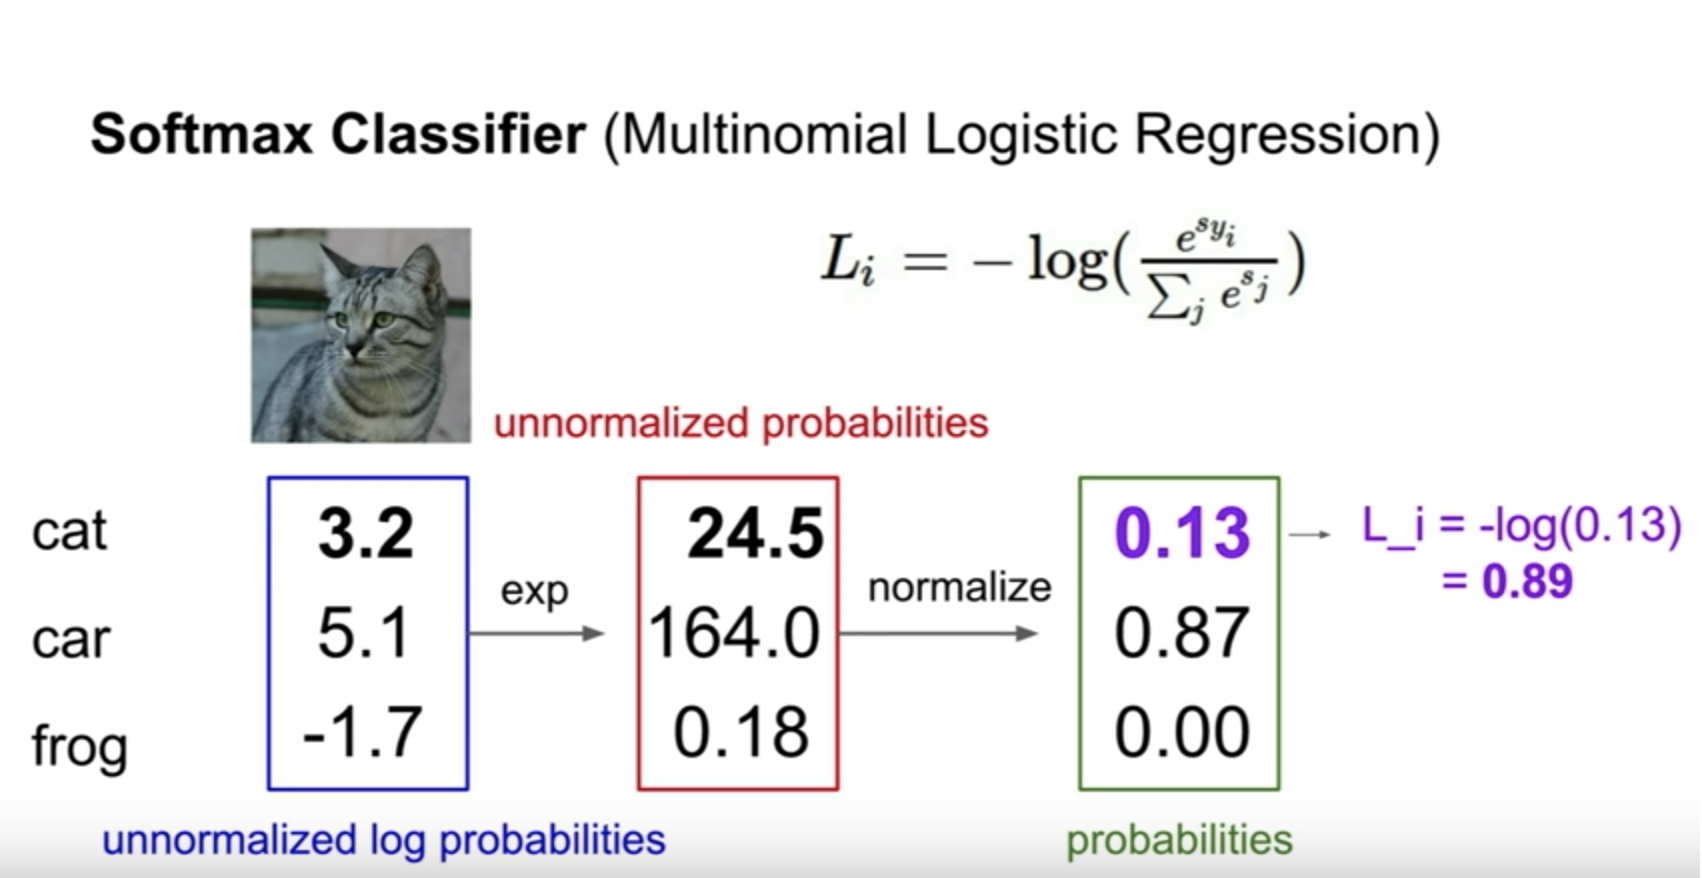 Softmax Classifier (Multinomial Logistic Regression)
L_i = − log( e^{s_{y_i}} / ∑_j e^{s_j} )
unnormalized probabilities
cat 3.2 24.5 0.13 L_i = -log(0.13)
= 0.89
exp normalize
car 5.1 164.0 0.87
frog -1.7 0.18 0.00
unnormalized log probabilities probabilities